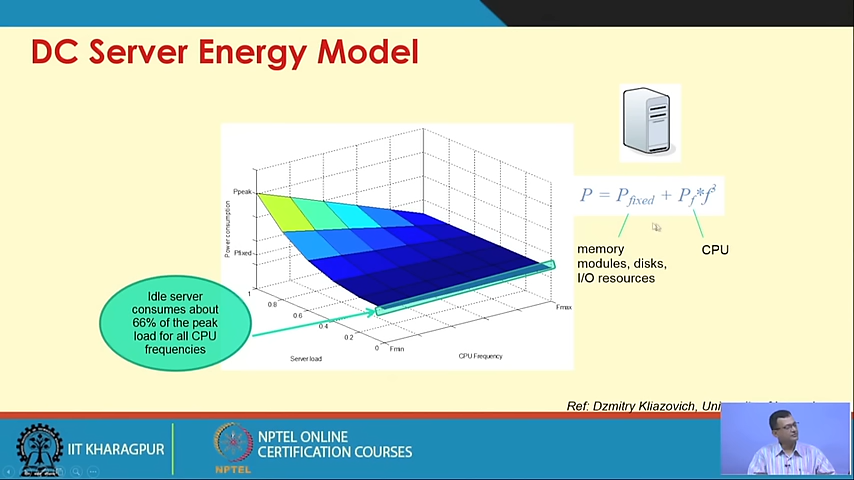 DC Server Energy Model
P = Pfixed + Pf*f³
memory
modules, disks,
I/O resources
CPU
Ppeak
Power consumption
Pfixed
1
0.8
0.6
0.4
0.2
0
Server load
Fmin
CPU Frequency
Fmax
Idle server
consumes about
66% of the peak
load for all CPU
frequencies
Ref: Dzmitry Kliazovich,
IIT KHARAGPUR
NPTEL
NPTEL ONLINE
CERTIFICATION COURSES